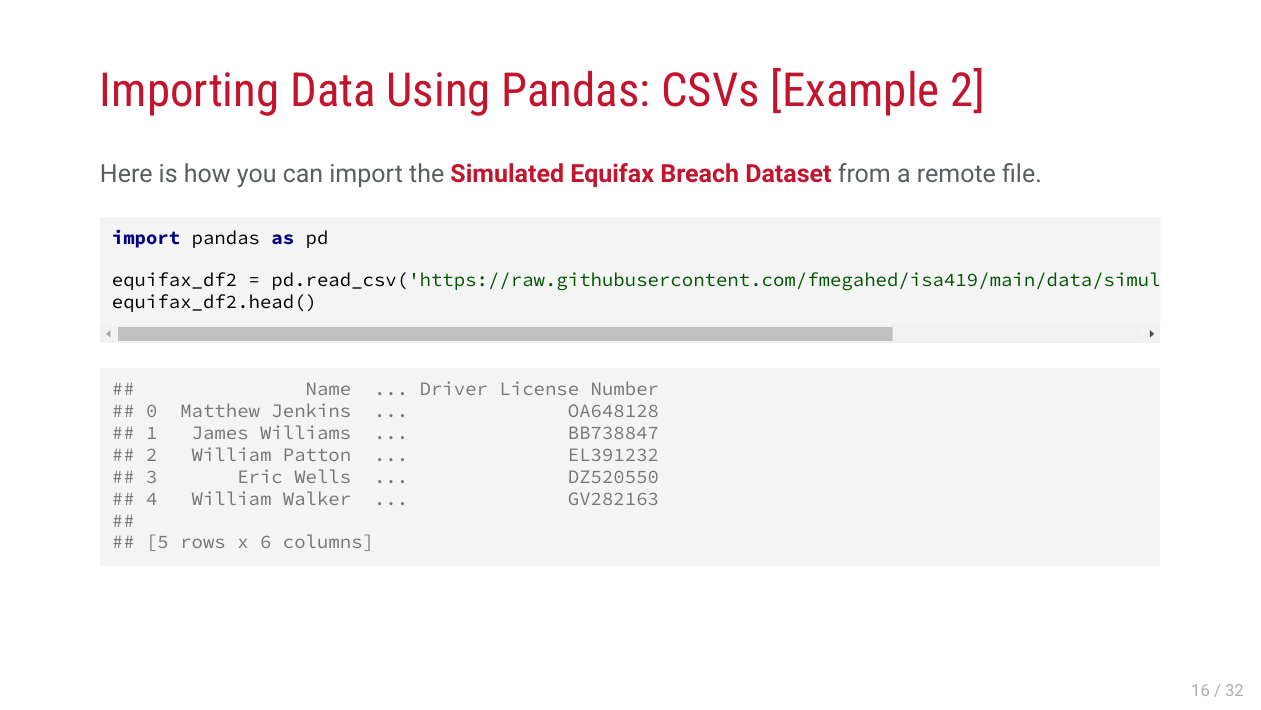 Importing Data Using Pandas: CSVs [Example 2]
Here is how you can import the Simulated Equifax Breach Dataset from a remote file.
import pandas as pd
equifax_df2 = pd.read_csv('https://raw.githubusercontent.com/fmegahed/isa419/main/data/simul
equifax_df2.head()
##               Name  ... Driver License Number
## 0  Matthew Jenkins  ...              OA648128
## 1   James Williams  ...              BB738847
## 2   William Patton  ...              EL391232
## 3       Eric Wells  ...              DZ520550
## 4   William Walker  ...              GV282163
##
## [5 rows x 6 columns]
16 / 32